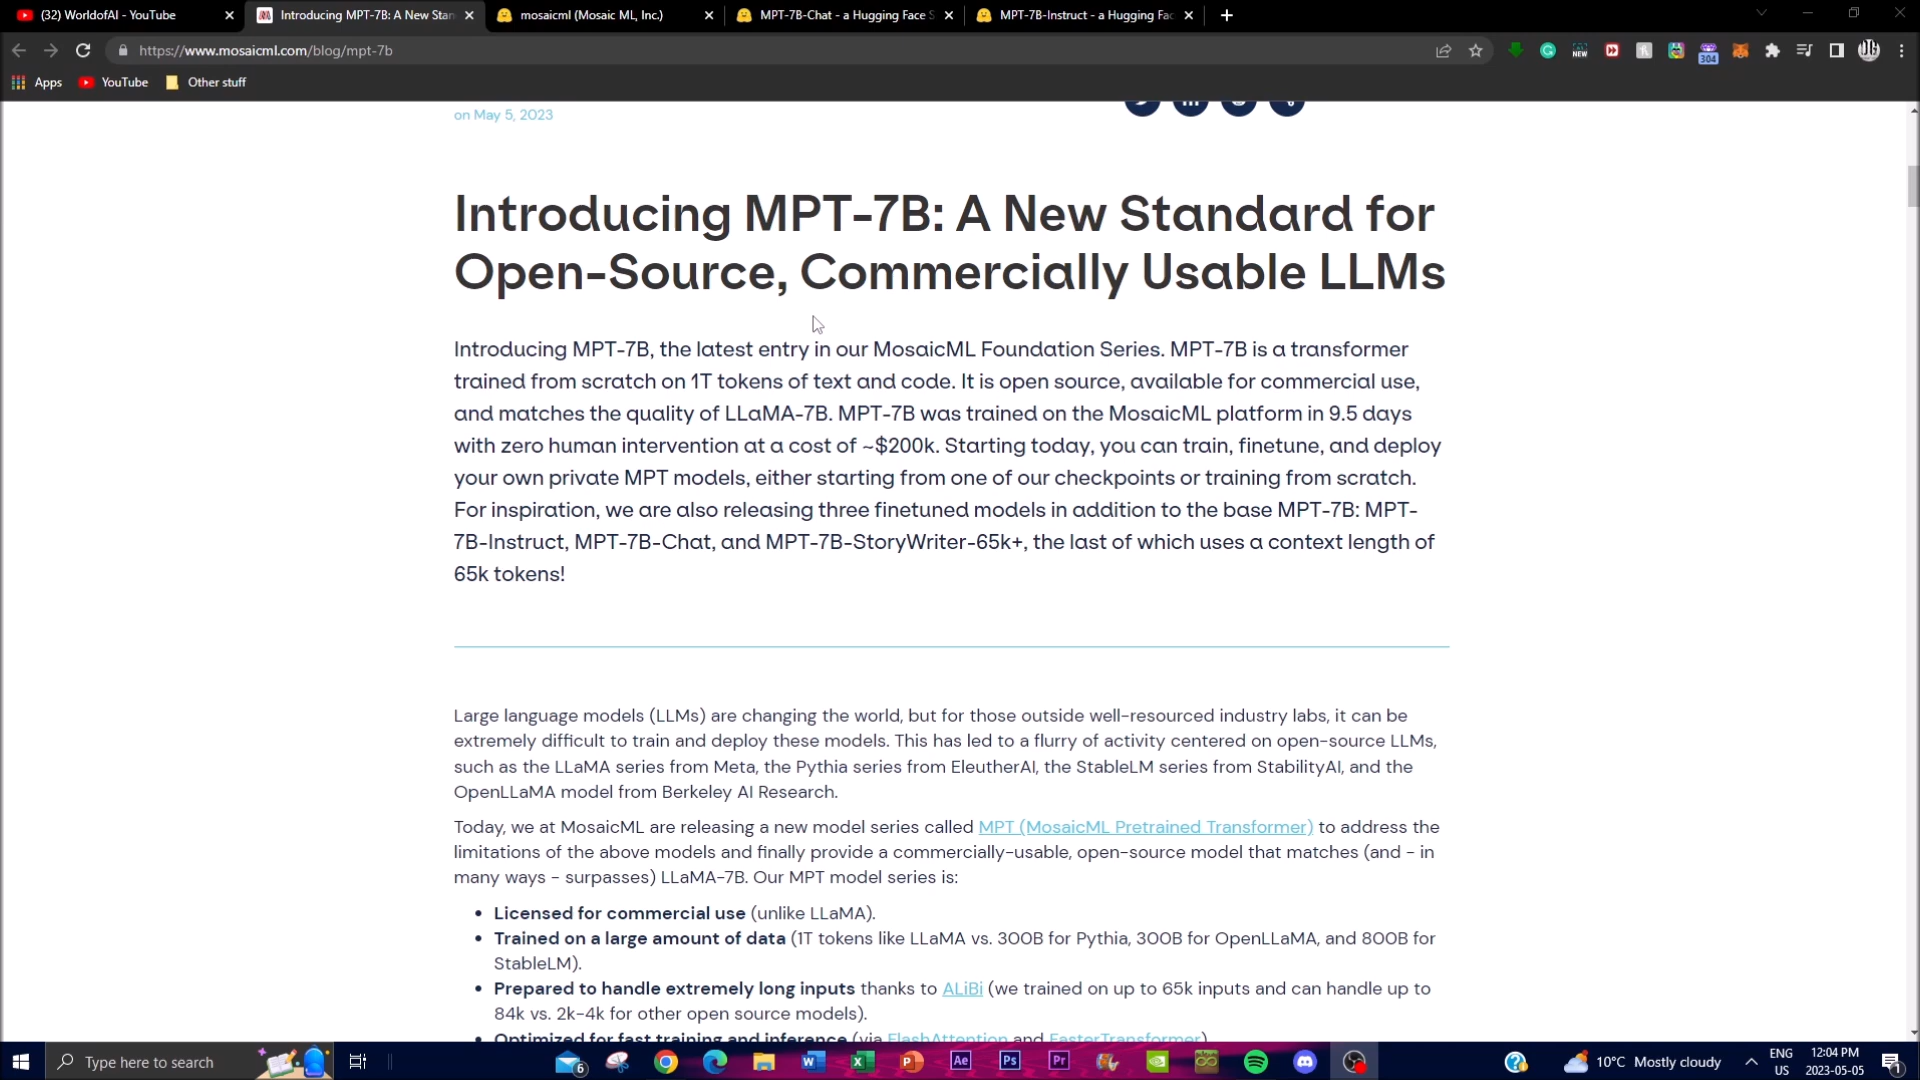 (32) WorldofAI - YouTube
Introducing MPT-7B: A New Stan
mosaicml (Mosaic ML, Inc.)
MPT-7B-Chat - a Hugging Face S
MPT-7B-Instruct - a Hugging Fac
https://www.mosaicml.com/blog/mpt-7b
NEW
304
Apps
YouTube
Other stuff
on May 5, 2023
Introducing MPT-7B: A New Standard for
Open-Source, Commercially Usable LLMs
Introducing MPT-7B, the latest entry in our MosaicML Foundation Series. MPT-7B is a transformer
trained from scratch on 1T tokens of text and code. It is open source, available for commercial use,
and matches the quality of LLaMA-7B. MPT-7B was trained on the MosaicML platform in 9.5 days
with zero human intervention at a cost of ~$200k. Starting today, you can train, finetune, and deploy
your own private MPT models, either starting from one of our checkpoints or training from scratch.
For inspiration, we are also releasing three finetuned models in addition to the base MPT-7B: MPT-
7B-Instruct, MPT-7B-Chat, and MPT-7B-StoryWriter-65k+, the last of which uses a context length of
65k tokens!
Large language models (LLMs) are changing the world, but for those outside well-resourced industry labs, it can be
extremely difficult to train and deploy these models. This has led to a flurry of activity centered on open-source LLMs,
such as the LLaMA series from Meta, the Pythia series from EleutherAI, the StableLM series from StabilityAI, and the
OpenLLaMA model from Berkeley AI Research.
Today, we at MosaicML are releasing a new model series called MPT (MosaicML Pretrained Transformer) to address the
limitations of the above models and finally provide a commercially-usable, open-source model that matches (and - in
many ways - surpasses) LLaMA-7B. Our MPT model series is:
• Licensed for commercial use (unlike LLaMA).
• Trained on a large amount of data (1T tokens like LLaMA vs. 300B for Pythia, 300B for OpenLLaMA, and 800B for
StableLM).
• Prepared to handle extremely long inputs thanks to ALiBi (we trained on up to 65k inputs and can handle up to
84k vs. 2k-4k for other open source models).
• Optimized for fast training and inference (via FlashAttention and FasterTransformer)
Type here to search
6
Ae
Ps
Pr
10°C Mostly cloudy
ENG
US
12:04 PM
2023-05-05
1